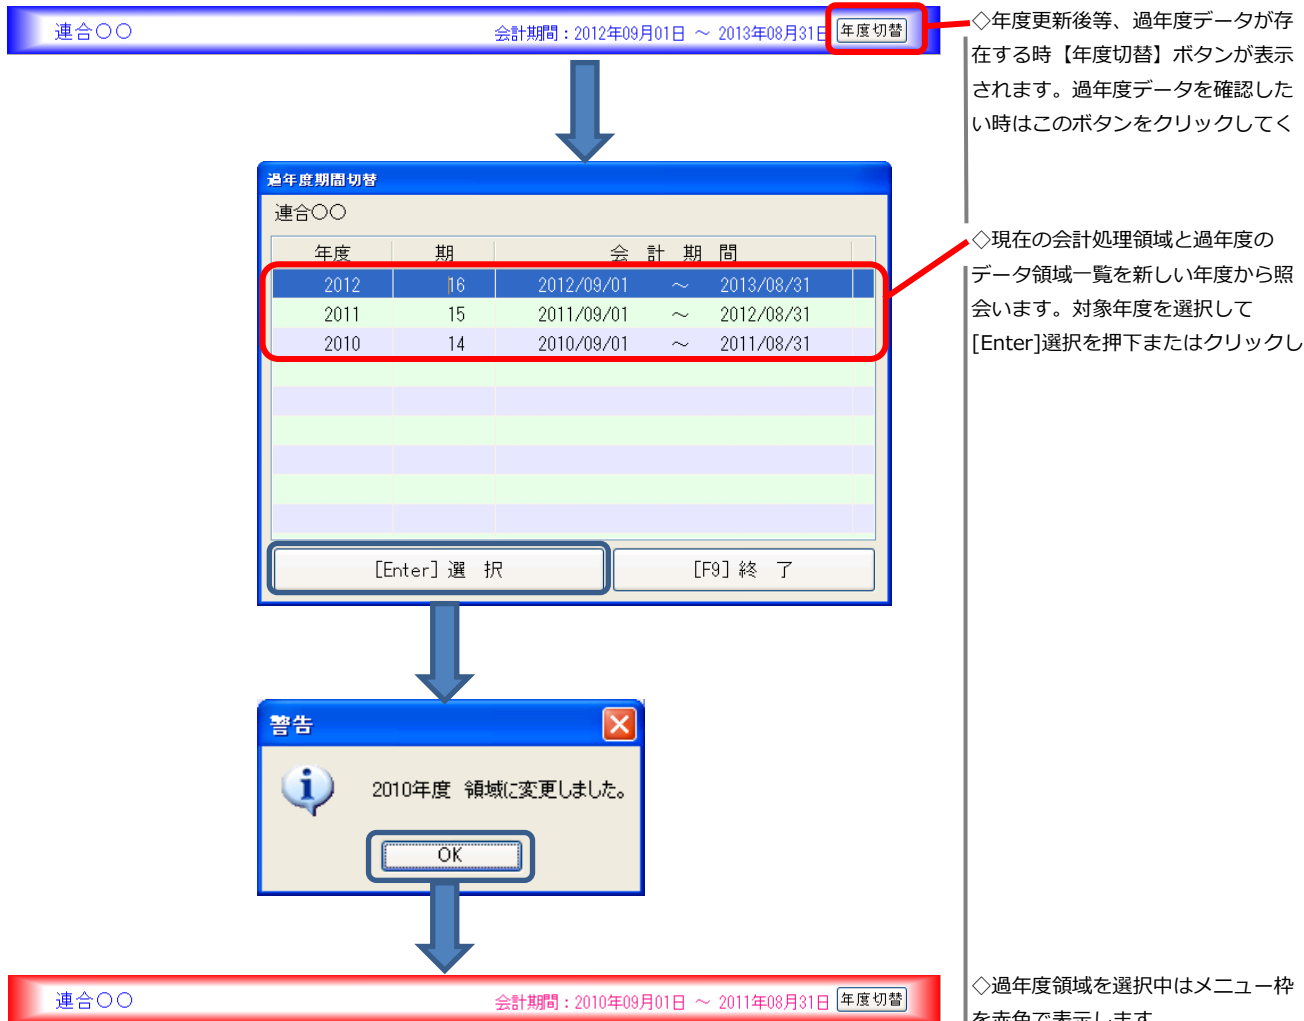 連合〇〇
会計期間：2012年09月01日 ～ 2013年08月31日
年度切替
◇年度更新後等、過年度データが存
在する時【年度切替】ボタンが表示
されます。過年度データを確認した
い時はこのボタンをクリックしてく
過年度期間切替
連合〇〇
年度 期 会 計 期 間
2012 16 2012/09/01 ～ 2013/08/31
2011 15 2011/09/01 ～ 2012/08/31
2010 14 2010/09/01 ～ 2011/08/31
[Enter] 選 択
[F9] 終 了
◇現在の会計処理領域と過年度の
データ領域一覧を新しい年度から照
会います。対象年度を選択して
[Enter]選択を押下またはクリックし
警告
2010年度 領域に変更しました。
OK
連合〇〇
会計期間：2010年09月01日 ～ 2011年08月31日
年度切替
◇過年度領域を選択中はメニュー枠
を赤色で表示します